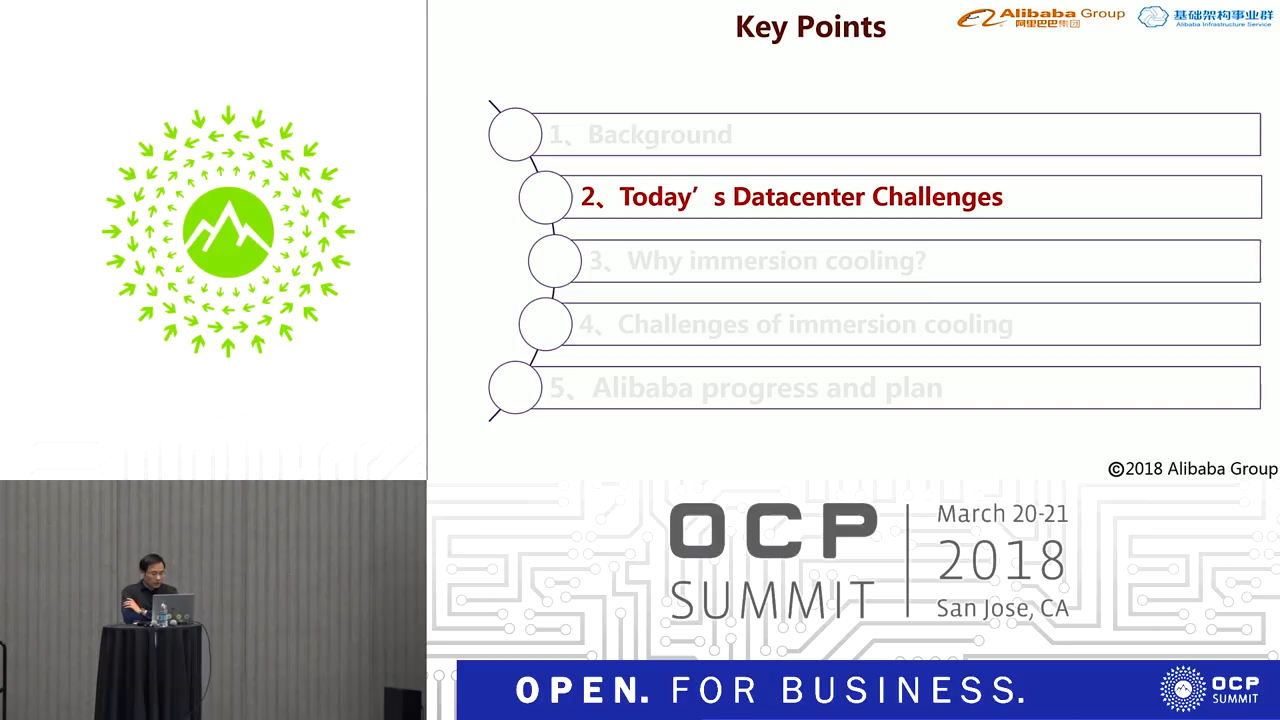 Key Points
Alibaba Group
阿里巴巴集团
基础架构事业群
Alibaba Infrastructure Service
1、Background
2、Today’s Datacenter Challenges
3、Why immersion cooling?
4、Challenges of immersion cooling
5、Alibaba progress and plan
©2018 Alibaba Group
OCP
SUMMIT
March 20-21
2018
San Jose, CA
OPEN. FOR BUSINESS.
OCP
SUMMIT